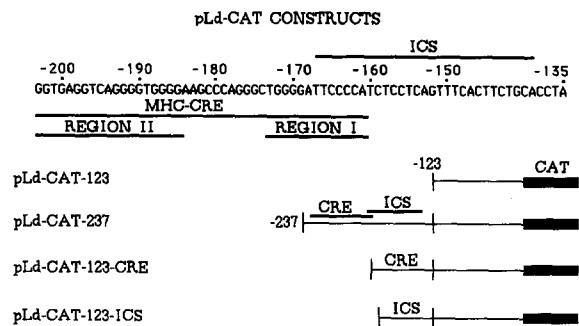 pLd-CAT CONSTRUCTS
ICS
-200 -190 -180 -170 -160 -150 -135
GGTGAGGTCAGGGGTGGGGAAGCCCAGGGCTGGGGATTCCCCATCTCCTCAGTTTCACTTCTGCACCTA
MHC-CRE
REGION II REGION I
-123 CAT
pLd-CAT-123
CRE ICS
pLd-CAT-237 -237
pLd-CAT-123-CRE CRE
pLd-CAT-123-ICS ICS